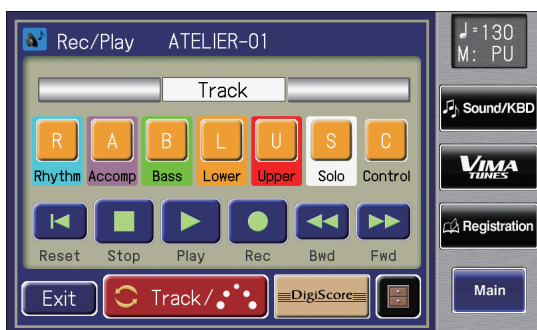 Rec/Play ATELIER-01
♩=130
M: PU
Track
R A B L U S C
Rhythm Accomp Bass Lower Upper Solo Control
Reset Stop Play Rec Bwd Fwd
Exit Track/ DigiScore
Sound/KBD
VIMA
TUNES
Registration
Main